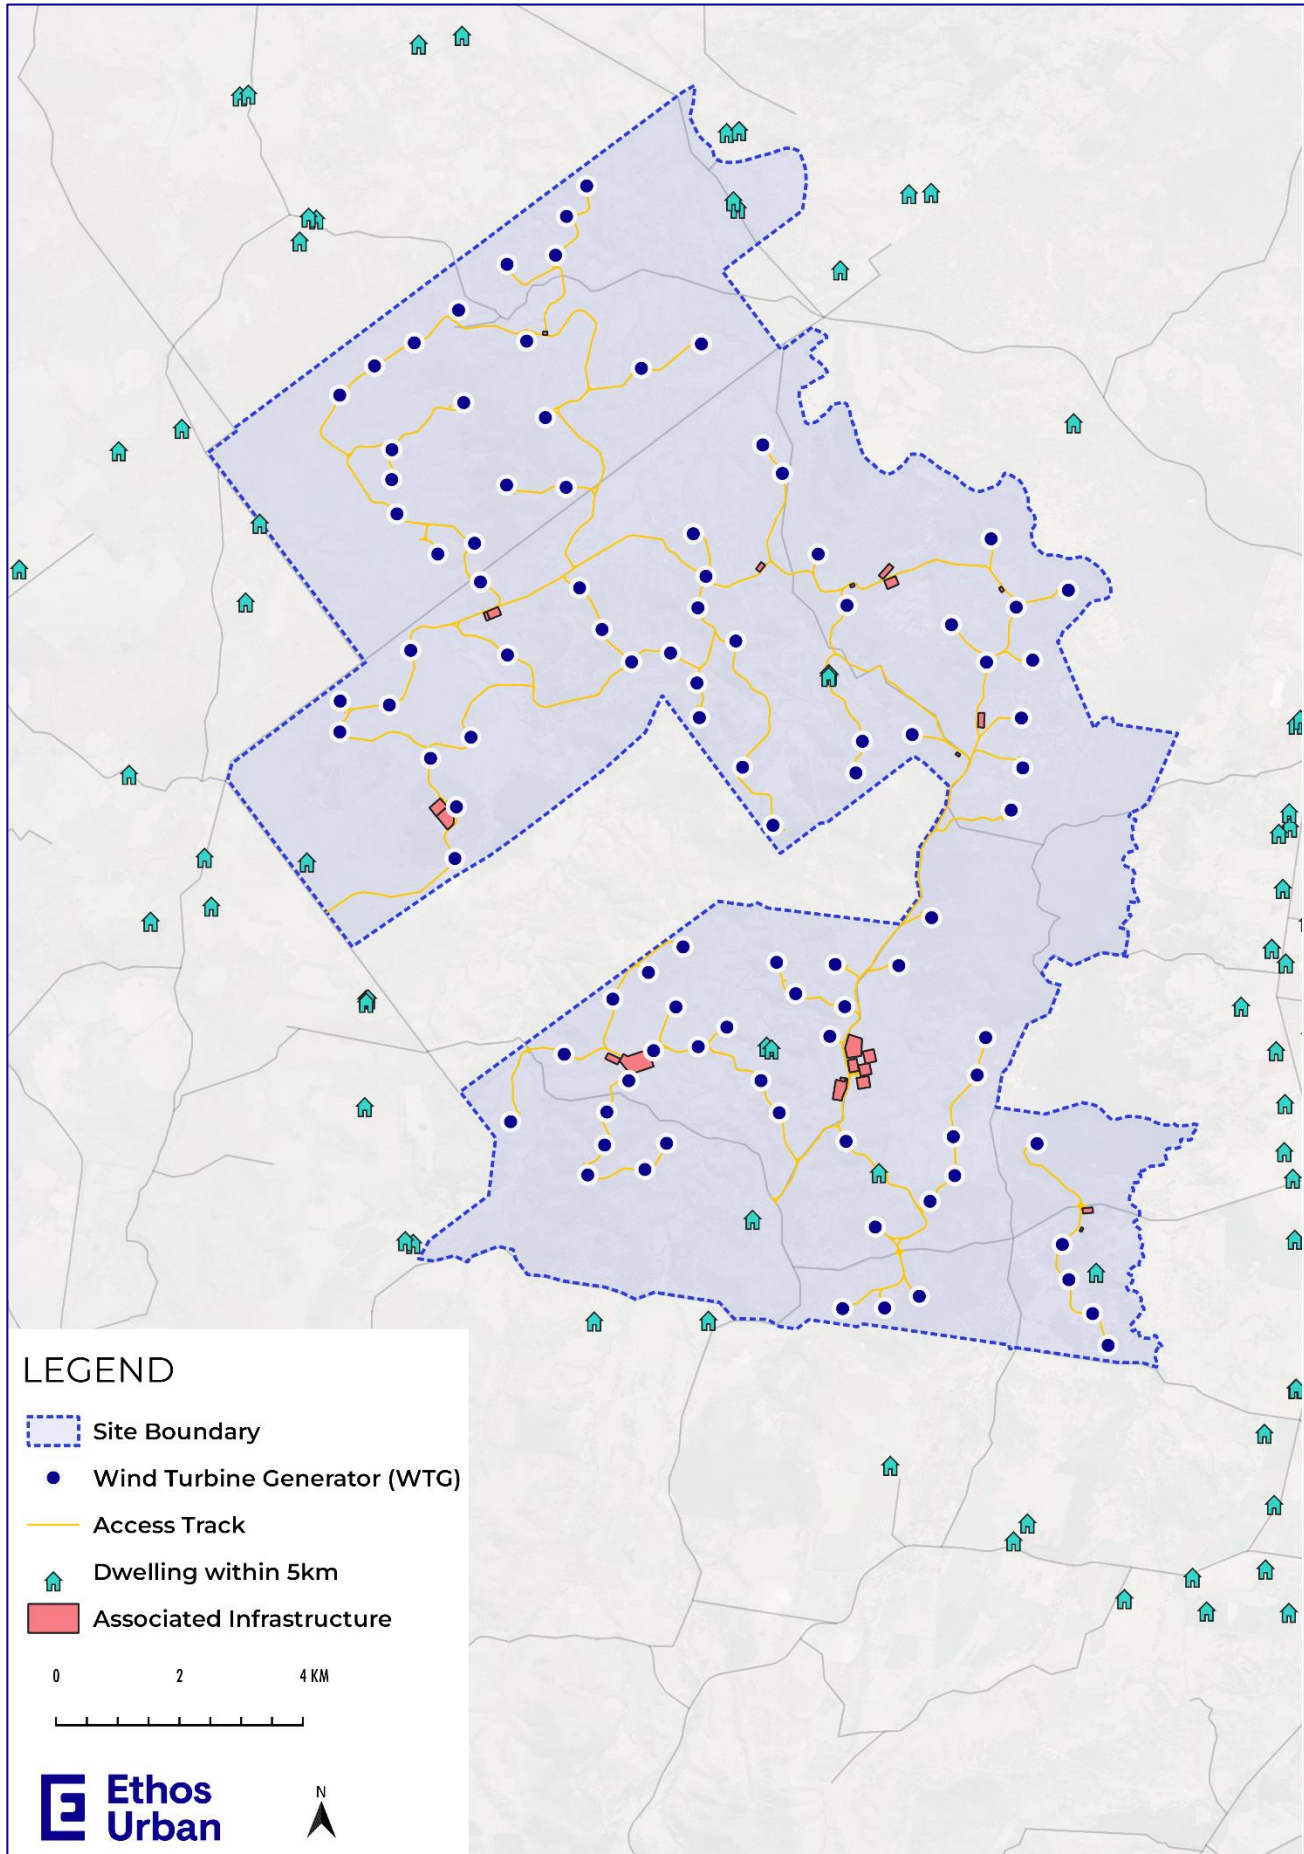 LEGEND
Site Boundary
Wind Turbine Generator (WTG)
Access Track
Dwelling within 5km
Associated Infrastructure
0 2 4 KM
Ethos
Urban
N